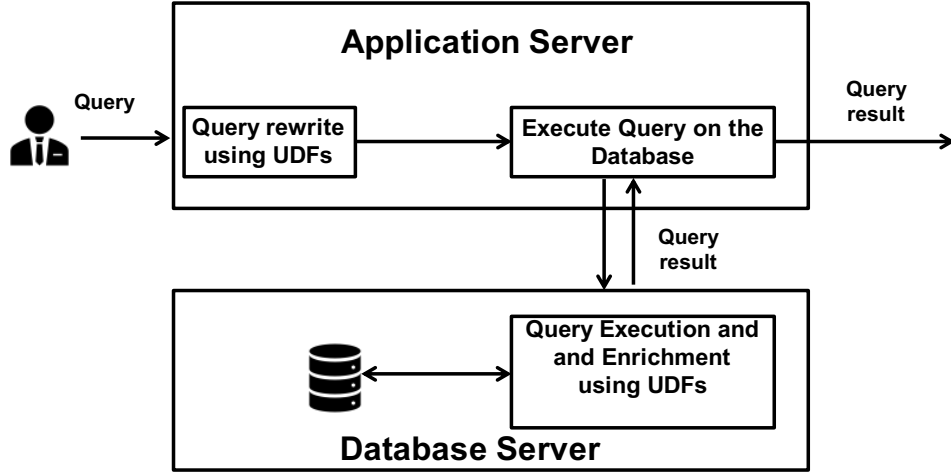 Application Server
Query
Query rewrite
using UDFs
Execute Query on the
Database
Query
result
Query
result
Query Execution and
and Enrichment
using UDFs
Database Server